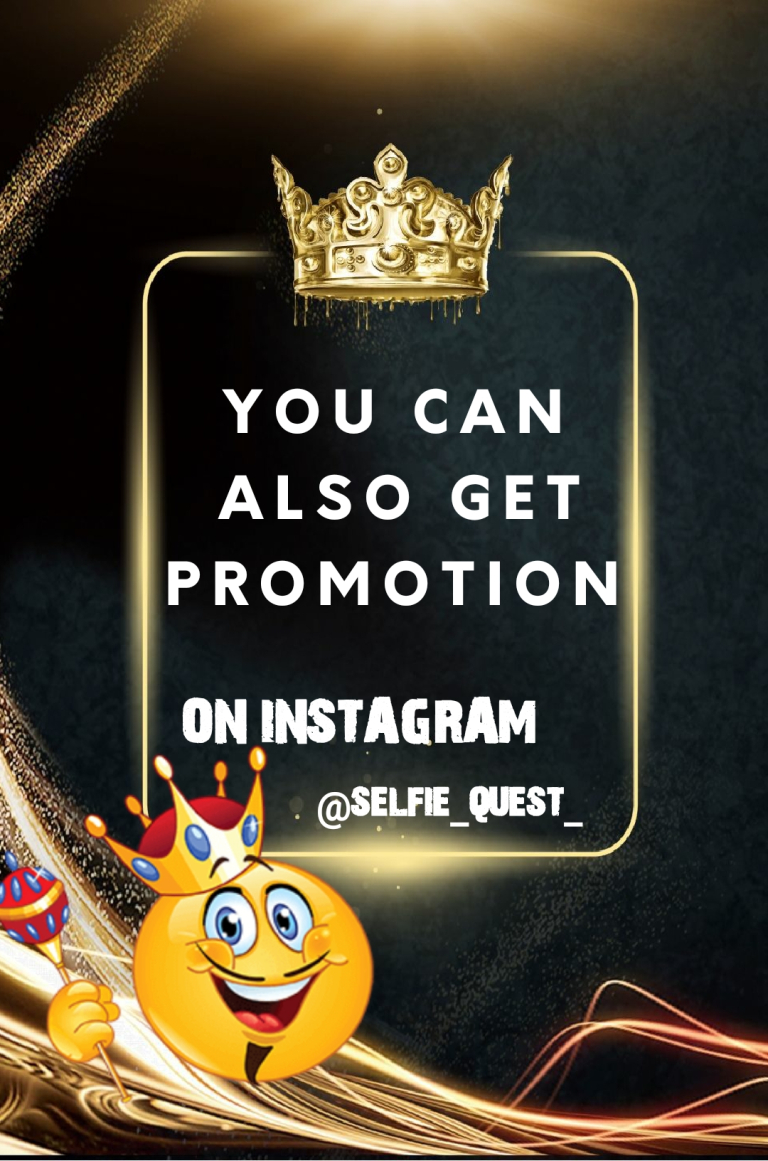 YOU CAN
ALSO GET
PROMOTION
ON INSTAGRAM
@SELFIE_QUEST_